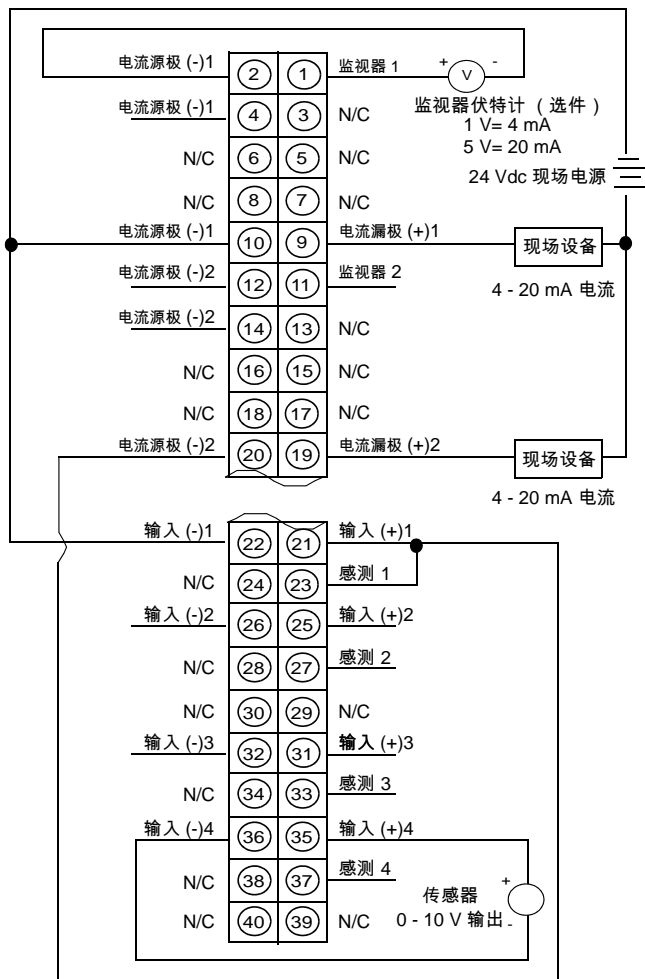 电流源极 (-)1 2 1 监视器 1 + V -
电流源极 (-)1 4 3 N/C 监视器伏特计 (选件)
1 V= 4 mA
N/C 6 5 N/C 5 V= 20 mA
24 Vdc 现场电源
N/C 8 7 N/C
电流源极 (-)1 10 9 电流漏极 (+)1 现场设备
电流源极 (-)2 12 11 监视器 2
4 - 20 mA 电流
电流源极 (-)2 14 13 N/C
N/C 16 15 N/C
N/C 18 17 N/C
电流源极 (-)2 20 19 电流漏极 (+)2 现场设备
4 - 20 mA 电流
输入 (-)1 22 21 输入 (+)1
N/C 24 23 感测 1
输入 (-)2 26 25 输入 (+)2
N/C 28 27 感测 2
N/C 30 29 N/C
输入 (-)3 32 31 输入 (+)3
N/C 34 33 感测 3
输入 (-)4 36 35 输入 (+)4
N/C 38 37 感测 4 +
传感器
N/C 40 39 N/C 0 - 10 V 输出 -